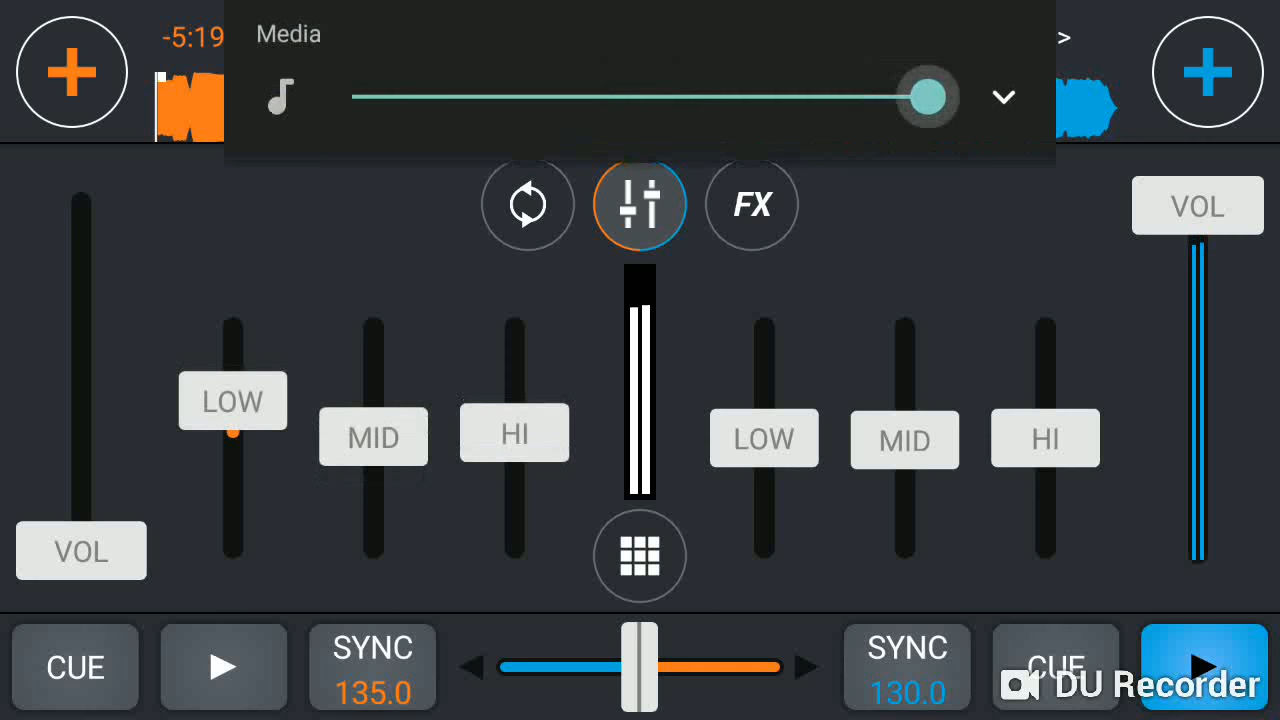 -5:19
Media
>
FX
VOL
LOW
MID
HI
LOW
MID
HI
VOL
CUE
SYNC
135.0
SYNC
130.0
CUE
DU Recorder